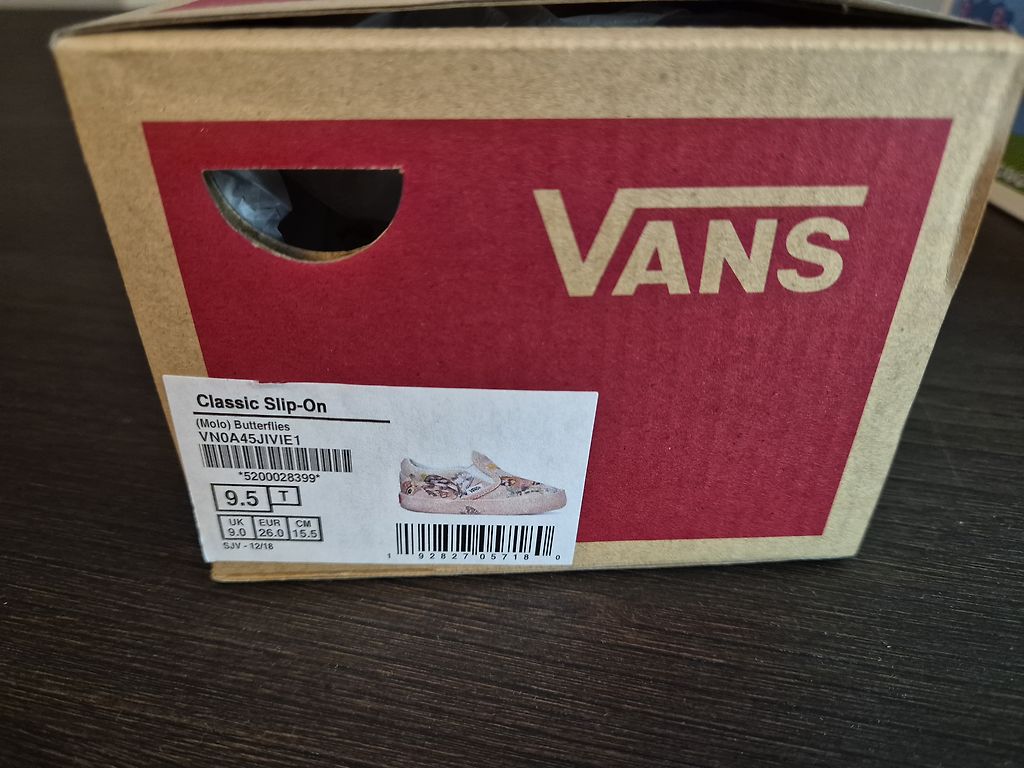 VANS
Classic Slip-On
(Molo) Butterflies
VN0A45JIVIE1
*5200028399*
9.5 T
UK EUR CM
9.0 26.0 15.5
SJV - 12/18
1 92827 05718 0